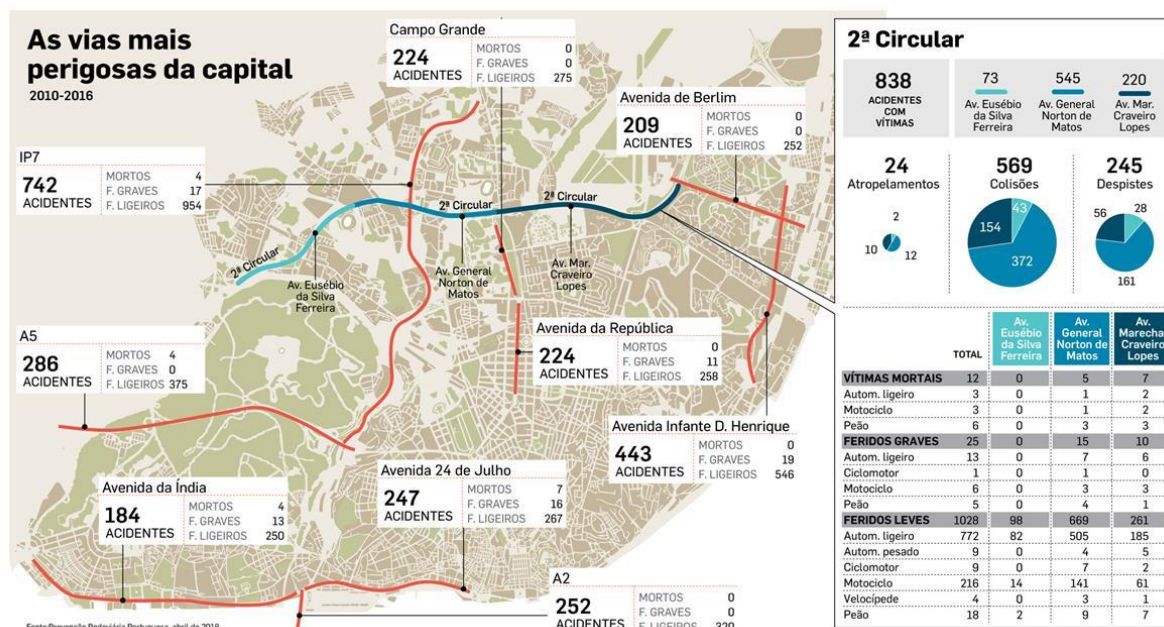 As vias mais
perigosas da capital
2010-2016
Campo Grande
224
ACIDENTES
MORTOS 0
F. GRAVES 0
F. LIGEIROS 275
Avenida de Berlim
209
ACIDENTES
MORTOS 0
F. GRAVES 0
F. LIGEIROS 252
IP7
742
ACIDENTES
MORTOS 4
F. GRAVES 17
F. LIGEIROS 954
2ª Circular
2ª Circular
2ª Circular
Av. Eusébio
da Silva
Ferreira
Av. General
Norton de
Matos
Av. Mar.
Craveiro
Lopes
A5
286
ACIDENTES
MORTOS 4
F. GRAVES 0
F. LIGEIROS 375
Avenida da República
224
ACIDENTES
MORTOS 0
F. GRAVES 11
F. LIGEIROS 258
Avenida Infante D. Henrique
443
ACIDENTES
MORTOS 0
F. GRAVES 19
F. LIGEIROS 546
Avenida 24 de Julho
247
ACIDENTES
MORTOS 7
F. GRAVES 16
F. LIGEIROS 267
Avenida da Índia
184
ACIDENTES
MORTOS 4
F. GRAVES 13
F. LIGEIROS 250
A2
252
ACIDENTES
MORTOS 0
F. GRAVES 0
F. LIGEIROS 320
Fonte:Prevenção Rodoviária Portuguesa, abril de 2018
2ª Circular
838
ACIDENTES
COM
VÍTIMAS
73
Av. Eusébio
da Silva
Ferreira
545
Av. General
Norton de
Matos
220
Av. Mar.
Craveiro
Lopes
24
Atropelamentos
2
10
12
569
Colisões
43
154
372
245
Despistes
56
28
161
TOTAL
Av.
Eusébio
da Silva
Ferreira
Av.
General
Norton de
Matos
Av.
Marecha
Craveiro
Lopes
VÍTIMAS MORTAIS 12 0 5 7
Autom. ligeiro 3 0 1 2
Motociclo 3 0 1 2
Peão 6 0 3 3
FERIDOS GRAVES 25 0 15 10
Autom. ligeiro 13 0 7 6
Ciclomotor 1 0 1 0
Motociclo 6 0 3 3
Peão 5 0 4 1
FERIDOS LEVES 1028 98 669 261
Autom. ligeiro 772 82 505 185
Autom. pesado 9 0 4 5
Ciclomotor 9 0 7 2
Motociclo 216 14 141 61
Velocípede 4 0 3 1
Peão 18 2 9 7